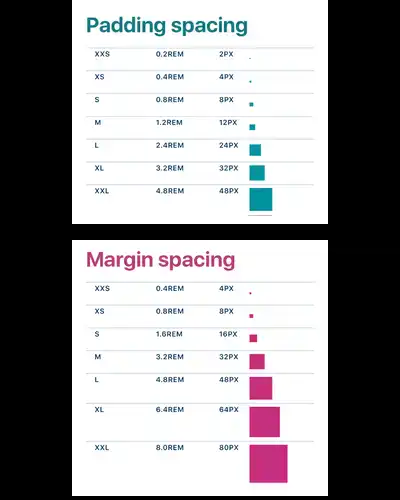 Padding spacing
XXS 0.2REM 2PX
XS 0.4REM 4PX
S 0.8REM 8PX
M 1.2REM 12PX
L 2.4REM 24PX
XL 3.2REM 32PX
XXL 4.8REM 48PX
Margin spacing
XXS 0.4REM 4PX
XS 0.8REM 8PX
S 1.6REM 16PX
M 3.2REM 32PX
L 4.8REM 48PX
XL 6.4REM 64PX
XXL 8.0REM 80PX